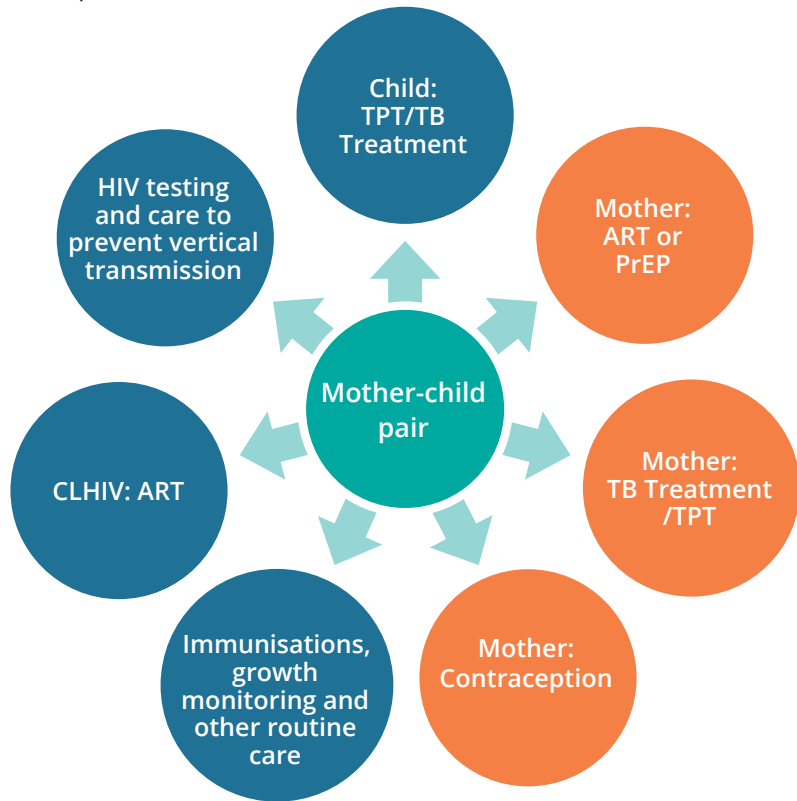 Child:
TPT/TB
Treatment
Mother:
ART or
PrEP
Mother:
TB Treatment
/TPT
Mother:
Contraception
Immunisations,
growth
monitoring and
other routine
care
CLHIV: ART
HIV testing
and care to
prevent vertical
transmission
Mother-child
pair